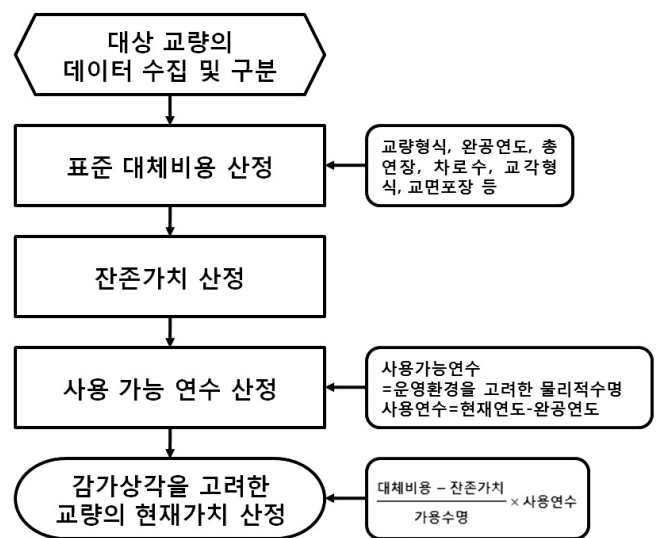 대상 교량의
데이터 수집 및 구분
표준 대체비용 산정
교량형식, 완공연도, 총
연장, 차로수, 교각형
식, 교면포장 등
잔존가치 산정
사용 가능 연수 산정
사용가능연수
=운영환경을 고려한 물리적수명
사용연수=현재연도-완공연도
감가상각을 고려한
교량의 현재가치 산정
대체비용 – 잔존가치
가용수명
× 사용연수